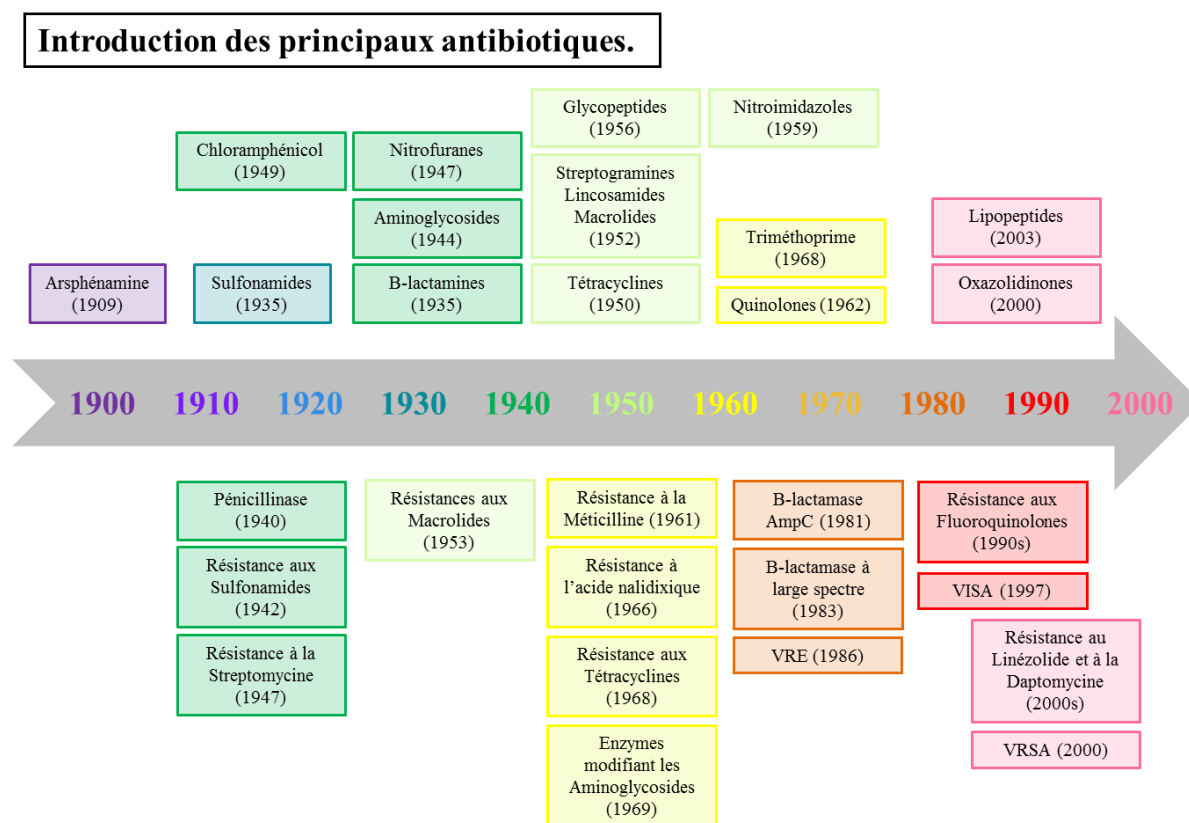 Introduction des principaux antibiotiques.
Glycopeptides
(1956)
Nitroimidazoles
(1959)
Chloramphénicol
(1949)
Nitrofuranes
(1947)
Streptogramines
Lincosamides
Macrolides
(1952)
Aminoglycosides
(1944)
Triméthoprime
(1968)
Lipopeptides
(2003)
Arsphénamine
(1909)
Sulfonamides
(1935)
B-lactamines
(1935)
Tétracyclines
(1950)
Quinolones (1962)
Oxazolidinones
(2000)
1900 1910 1920 1930 1940 1950 1960 1970 1980 1990 2000
Pénicillinase
(1940)
Résistance aux
Sulfonamides
(1942)
Résistance à la
Streptomycine
(1947)
Résistances aux
Macrolides
(1953)
Résistance à la
Méticilline (1961)
Résistance à
l'acide nalidixique
(1966)
Résistance aux
Tétracyclines
(1968)
Enzymes
modifiant les
Aminoglycosides
(1969)
B-lactamase
AmpC (1981)
B-lactamase à
large spectre
(1983)
VRE (1986)
Résistance aux
Fluoroquinolones
(1990s)
VISA (1997)
Résistance au
Linézolide et à la
Daptomycine
(2000s)
VRSA (2000)